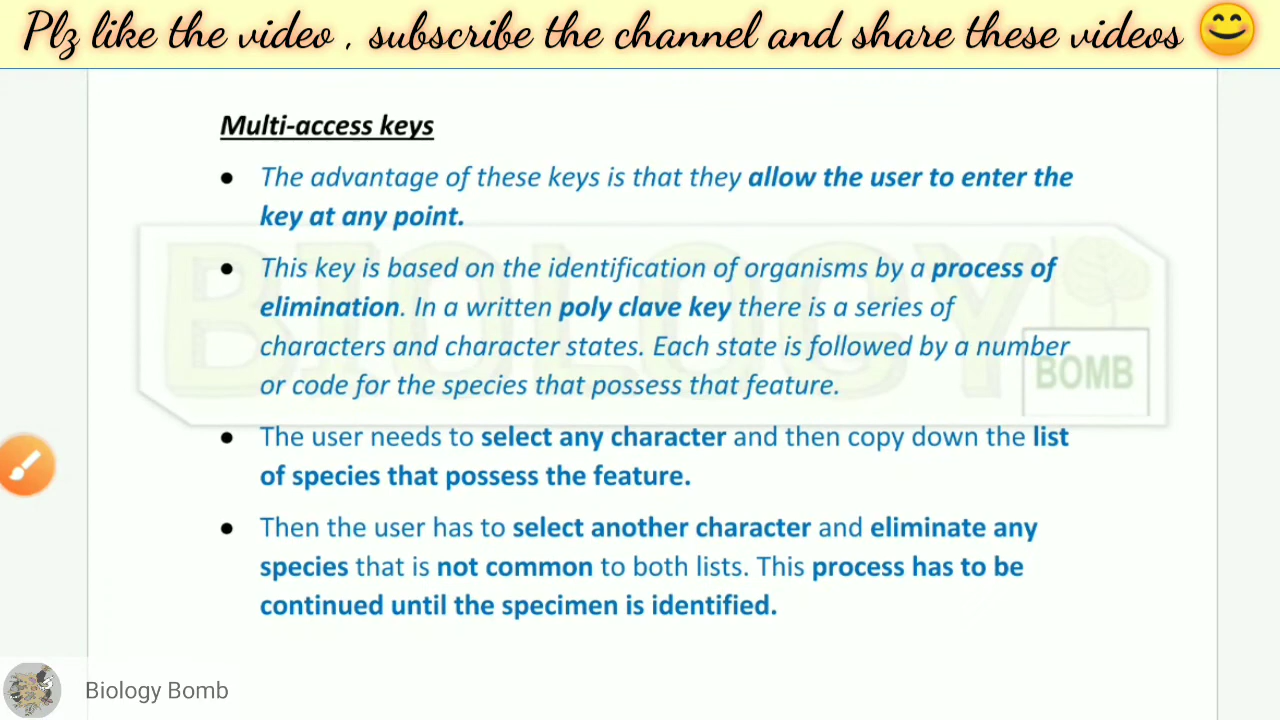 Plz like the video , subscribe the channel and share these videos 😊
Multi-access keys
● The advantage of these keys is that they allow the user to enter the
key at any point.
● This key is based on the identification of organisms by a process of
elimination. In a written poly clave key there is a series of
characters and character states. Each state is followed by a number
or code for the species that possess that feature.
BIOLOGY
BOMB
● The user needs to select any character and then copy down the list
of species that possess the feature.
● Then the user has to select another character and eliminate any
species that is not common to both lists. This process has to be
continued until the specimen is identified.
Biology Bomb